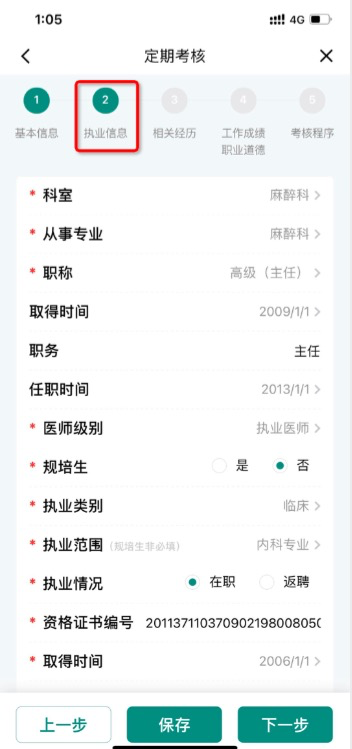 1:05 4G
定期考核
1 2 3 4 5
基本信息 执业信息 相关经历 工作成绩 考核程序
职业道德
* 科室 麻醉科
* 从事专业 麻醉科
* 职称 高级（主任）
取得时间 2009/1/1
职务 主任
任职时间 2013/1/1
* 医师级别 执业医师
* 规培生 是 否
* 执业类别 临床
* 执业范围（规培生非必填） 内科专业
* 执业情况 在职 返聘
* 资格证书编号 201137110370902198008050
* 取得时间 2006/1/1
上一步 保存 下一步